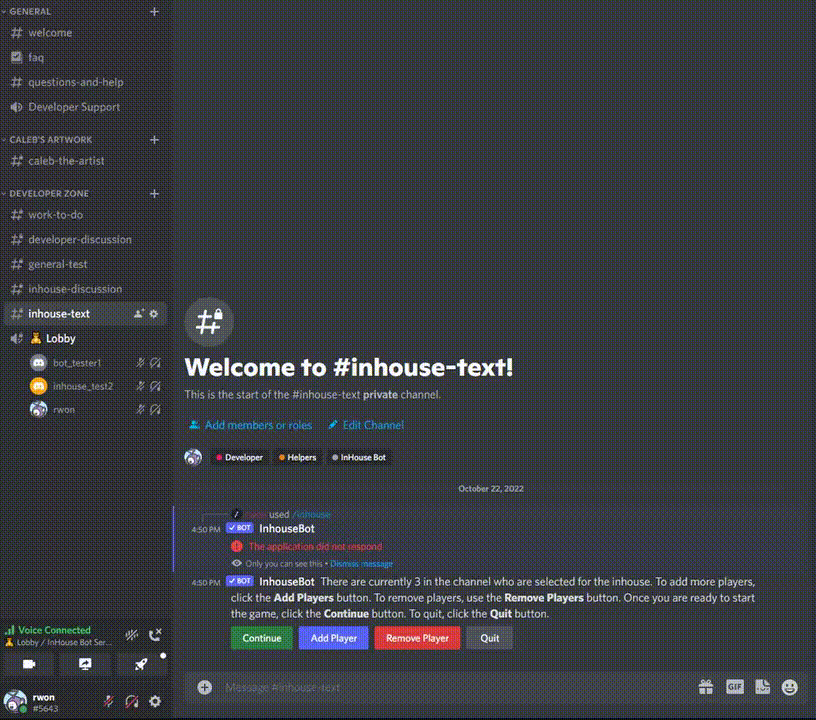 GENERAL
welcome
faq
questions-and-help
Developer Support
CALEB'S ARTWORK
caleb-the-artist
DEVELOPER ZONE
work-to-do
developer-discussion
general-test
inhouse-discussion
inhouse-text
Lobby
bot_tester1
inhouse_test2
rwon
Voice Connected
Lobby / InHouse Bot Ser...
rwon
#5643
Welcome to #inhouse-text!
This is the start of the #inhouse-text private channel.
Add members or roles Edit Channel
Developer Helpers InHouse Bot
October 22, 2022
used /inhouse
4:50 PM BOT InhouseBot
The application did not respond
Only you can see this • Dismiss message
4:50 PM BOT InhouseBot There are currently 3 in the channel who are selected for the inhouse. To add more players,
click the Add Players button. To remove players, use the Remove Players button. Once you are ready to start
the game, click the Continue button. To quit, click the Quit button.
Continue Add Player Remove Player Quit
Message #inhouse-text
GIF